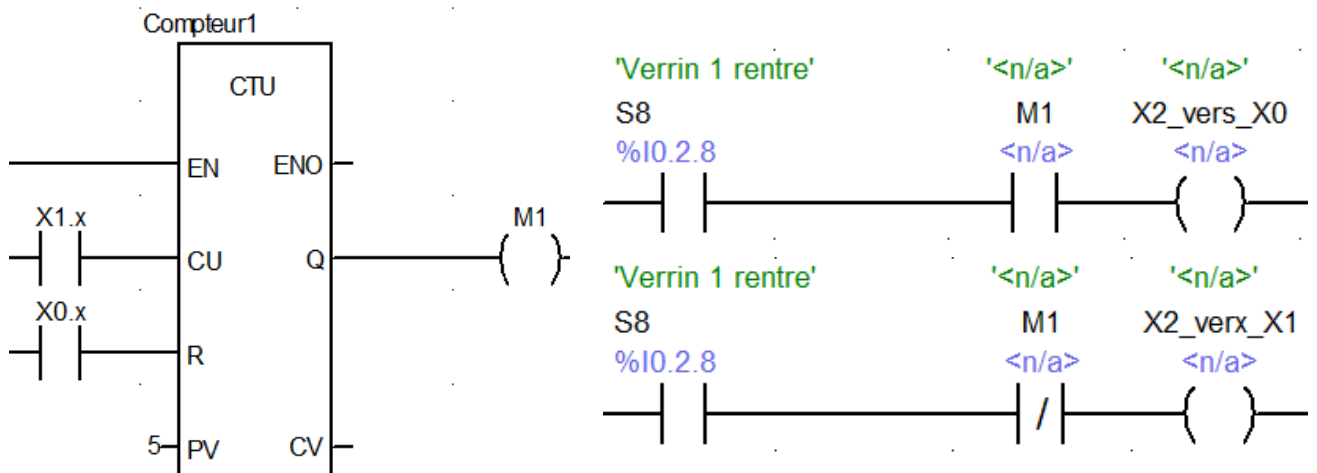 Compteur1
CTU
EN ENO
X1.x
CU Q
M1
X0.x
R
5 PV CV
'Verrin 1 rentre' '<n/a>' '<n/a>'
S8 M1 X2_vers_X0
%I0.2.8 <n/a> <n/a>
'Verrin 1 rentre' '<n/a>' '<n/a>'
S8 M1 X2_verx_X1
%I0.2.8 <n/a> <n/a>
/